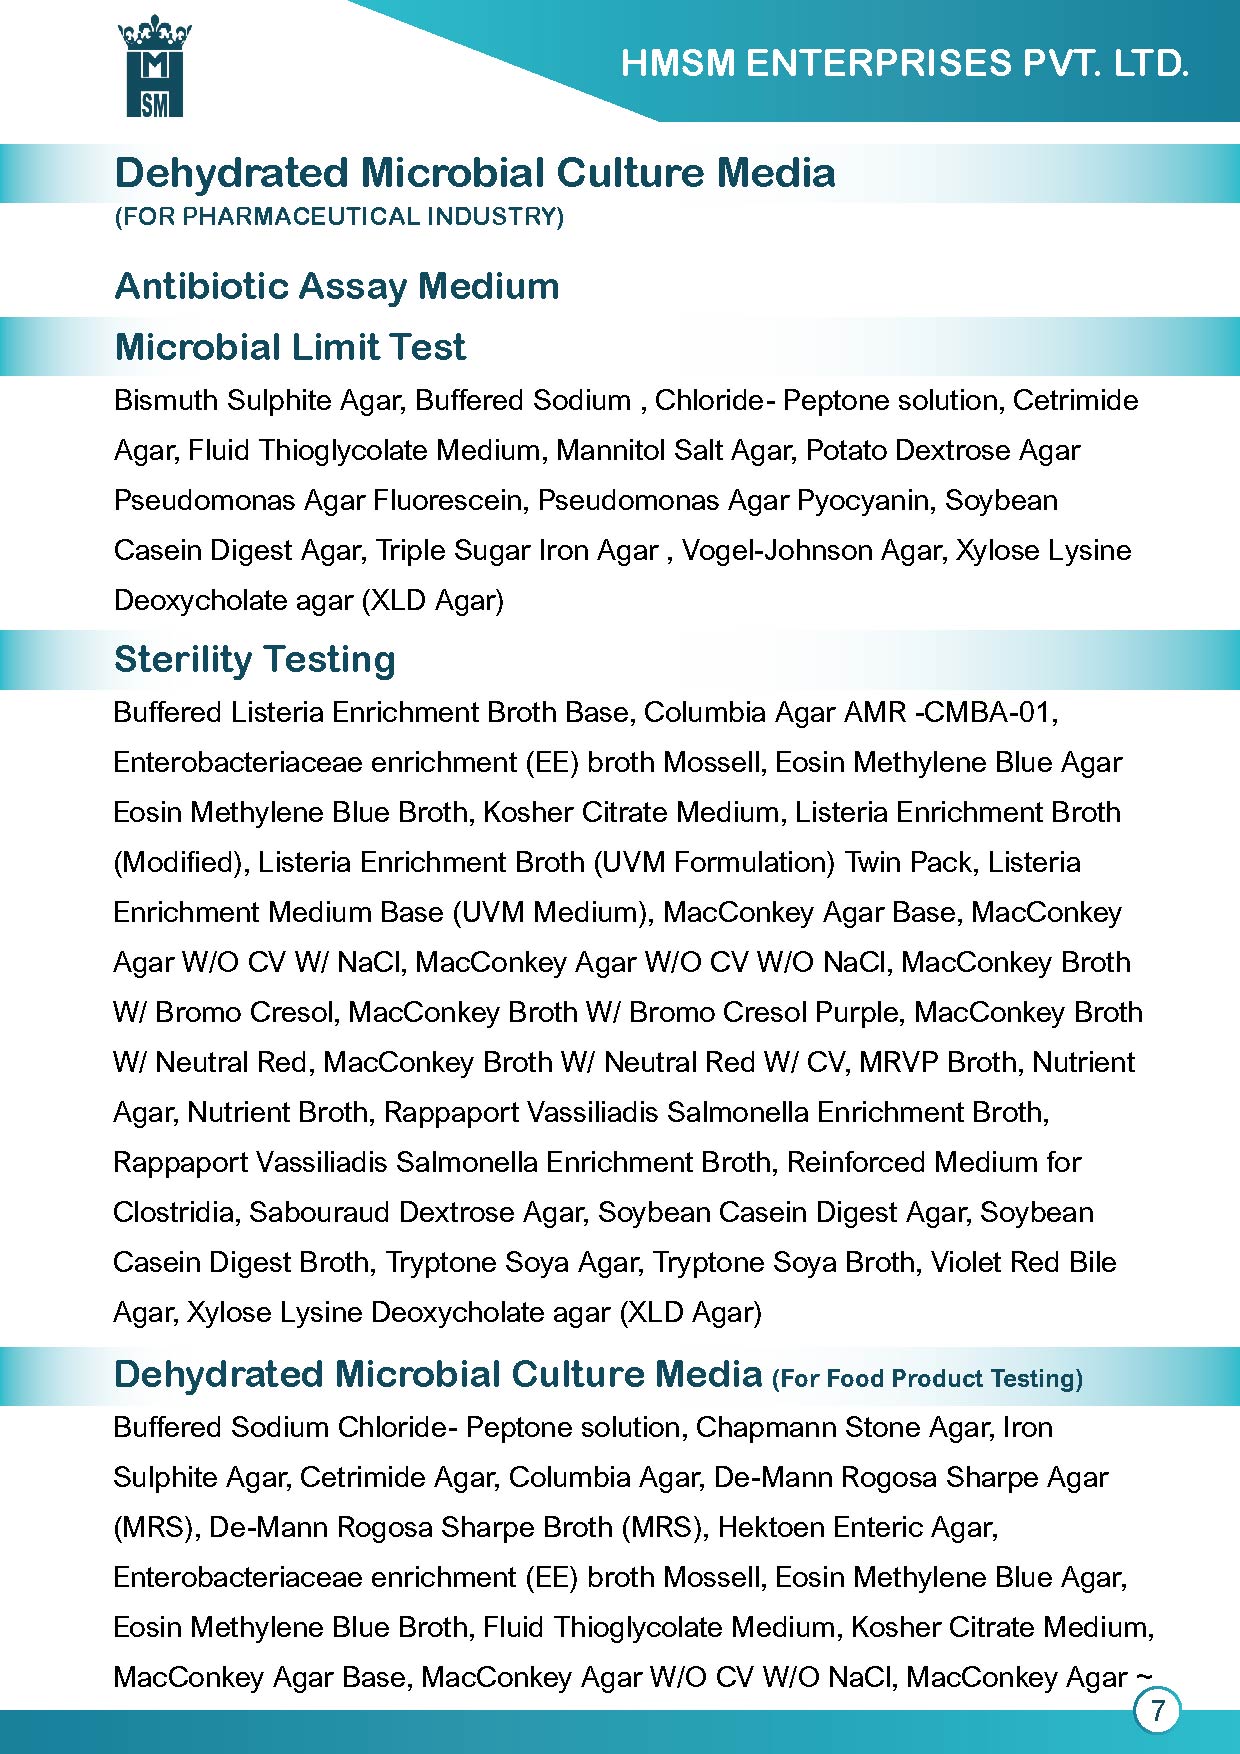 M
SM
HMSM ENTERPRISES PVT. LTD.
Dehydrated Microbial Culture Media
(FOR PHARMACEUTICAL INDUSTRY)
Antibiotic Assay Medium
Microbial Limit Test
Bismuth Sulphite Agar, Buffered Sodium , Chloride- Peptone solution, Cetrimide
Agar, Fluid Thioglycolate Medium, Mannitol Salt Agar, Potato Dextrose Agar
Pseudomonas Agar Fluorescein, Pseudomonas Agar Pyocyanin, Soybean
Casein Digest Agar, Triple Sugar Iron Agar , Vogel-Johnson Agar, Xylose Lysine
Deoxycholate agar (XLD Agar)
Sterility Testing
Buffered Listeria Enrichment Broth Base, Columbia Agar AMR -CMBA-01,
Enterobacteriaceae enrichment (EE) broth Mossell, Eosin Methylene Blue Agar
Eosin Methylene Blue Broth, Kosher Citrate Medium, Listeria Enrichment Broth
(Modified), Listeria Enrichment Broth (UVM Formulation) Twin Pack, Listeria
Enrichment Medium Base (UVM Medium), MacConkey Agar Base, MacConkey
Agar W/O CV W/ NaCl, MacConkey Agar W/O CV W/O NaCl, MacConkey Broth
W/ Bromo Cresol, MacConkey Broth W/ Bromo Cresol Purple, MacConkey Broth
W/ Neutral Red, MacConkey Broth W/ Neutral Red W/ CV, MRVP Broth, Nutrient
Agar, Nutrient Broth, Rappaport Vassiliadis Salmonella Enrichment Broth,
Rappaport Vassiliadis Salmonella Enrichment Broth, Reinforced Medium for
Clostridia, Sabouraud Dextrose Agar, Soybean Casein Digest Agar, Soybean
Casein Digest Broth, Tryptone Soya Agar, Tryptone Soya Broth, Violet Red Bile
Agar, Xylose Lysine Deoxycholate agar (XLD Agar)
Dehydrated Microbial Culture Media (For Food Product Testing)
Buffered Sodium Chloride- Peptone solution, Chapmann Stone Agar, Iron
Sulphite Agar, Cetrimide Agar, Columbia Agar, De-Mann Rogosa Sharpe Agar
(MRS), De-Mann Rogosa Sharpe Broth (MRS), Hektoen Enteric Agar,
Enterobacteriaceae enrichment (EE) broth Mossell, Eosin Methylene Blue Agar,
Eosin Methylene Blue Broth, Fluid Thioglycolate Medium, Kosher Citrate Medium,
MacConkey Agar Base, MacConkey Agar W/O CV W/O NaCl, MacConkey Agar ~
7